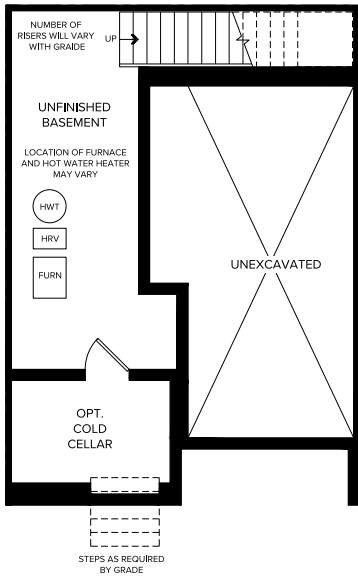 NUMBER OF
RISERS WILL VARY
WITH GRAIDE
UP
UNFINISHED
BASEMENT
LOCATION OF FURNACE
AND HOT WATER HEATER
MAY VARY
HWT
HRV
FURN
UNEXCAVATED
OPT.
COLD
CELLAR
STEPS AS REQUIRED
BY GRADE